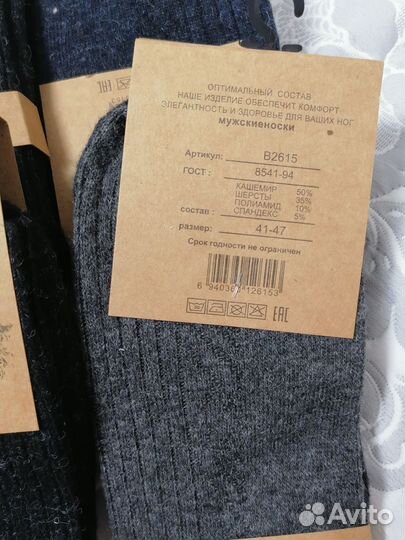 ОПТИМАЛЬНЫЙ СОСТАВ
НАШЕ ИЗДЕЛИЕ ОБЕСПЕЧИТ КОМФОРТ
ЭЛЕГАНТНОСТЬ И ЗДОРОВЬЕ ДЛЯ ВАШИХ НОГ
МУЖСКИЕНОСКИ
Артикул: B2615
ГОСТ : 8541-94
состав :
КАШЕМИР 50%
ШЕРСТЬ 35%
ПОЛИАМИД 10%
СПАНДЕКС 5%
размер: 41-47
Срок годности не ограничен
126153
EAC
Avito